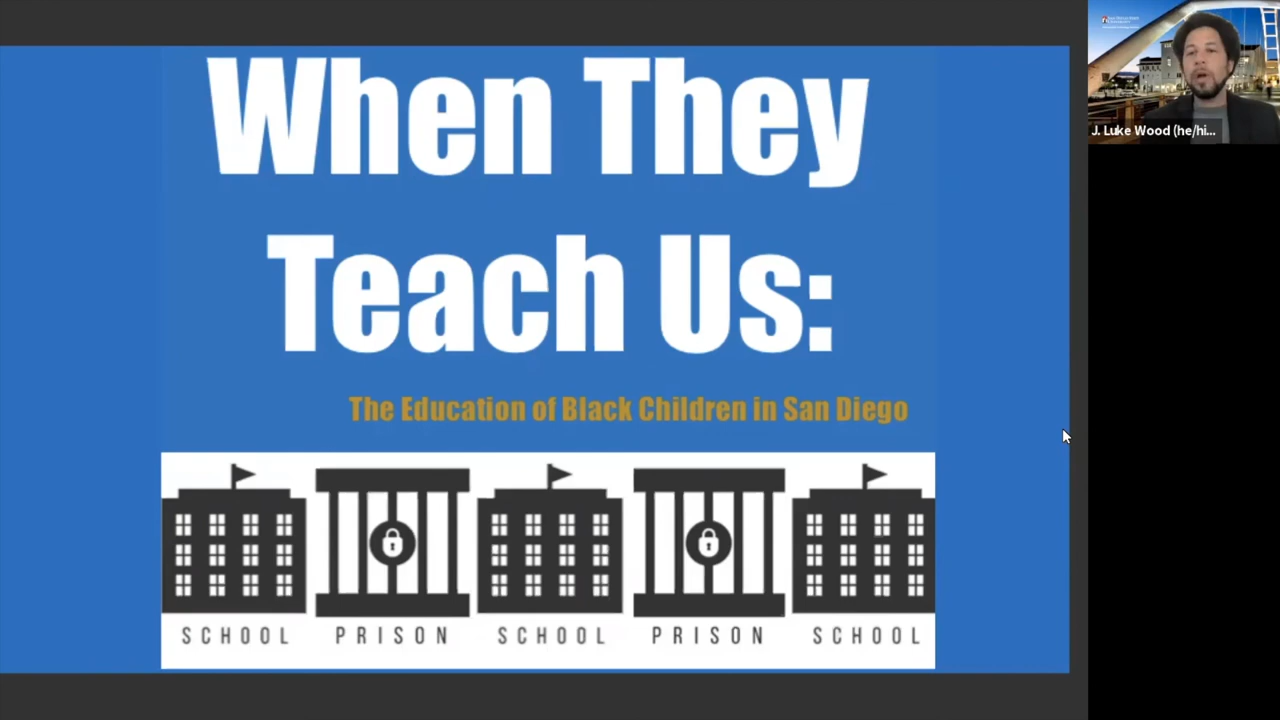 When They
Teach Us:
The Education of Black Children in San Diego
SCHOOL PRISON SCHOOL PRISON SCHOOL
J. Luke Wood (he/hi...